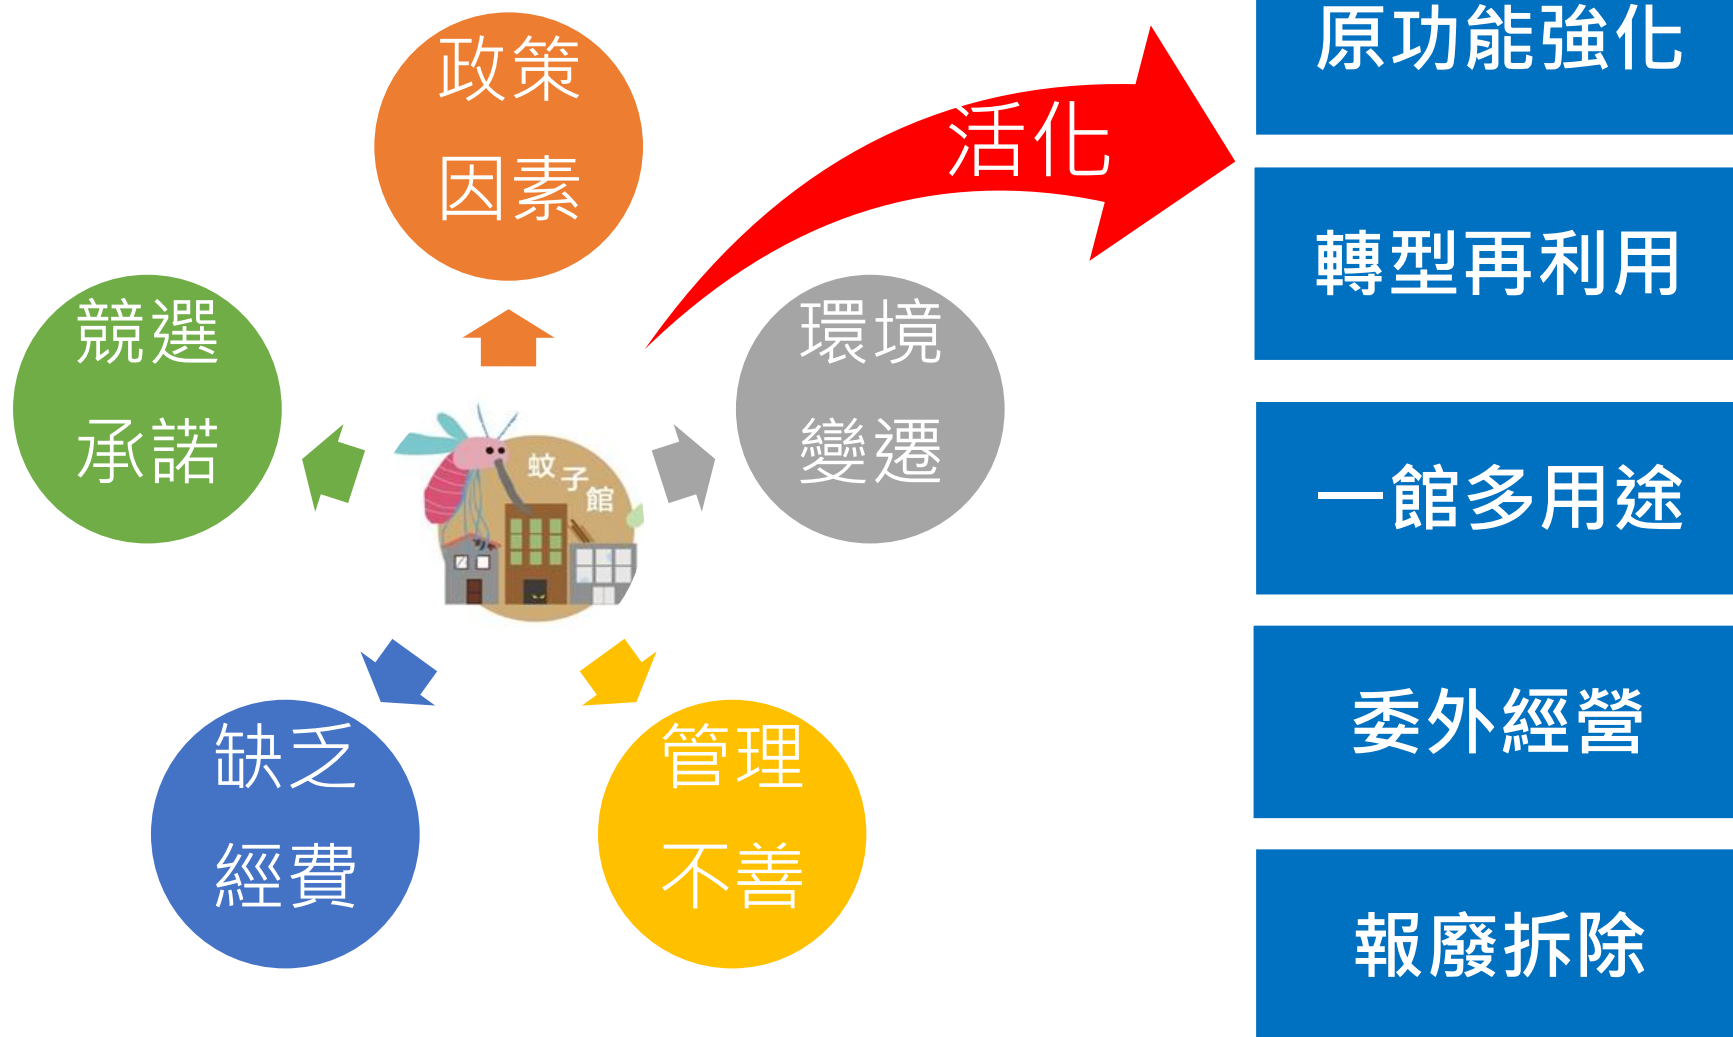 政策
因素
競選
承諾
環境
變遷
缺乏
經費
管理
不善
蚊子館
活化
原功能強化
轉型再利用
一館多用途
委外經營
報廢拆除